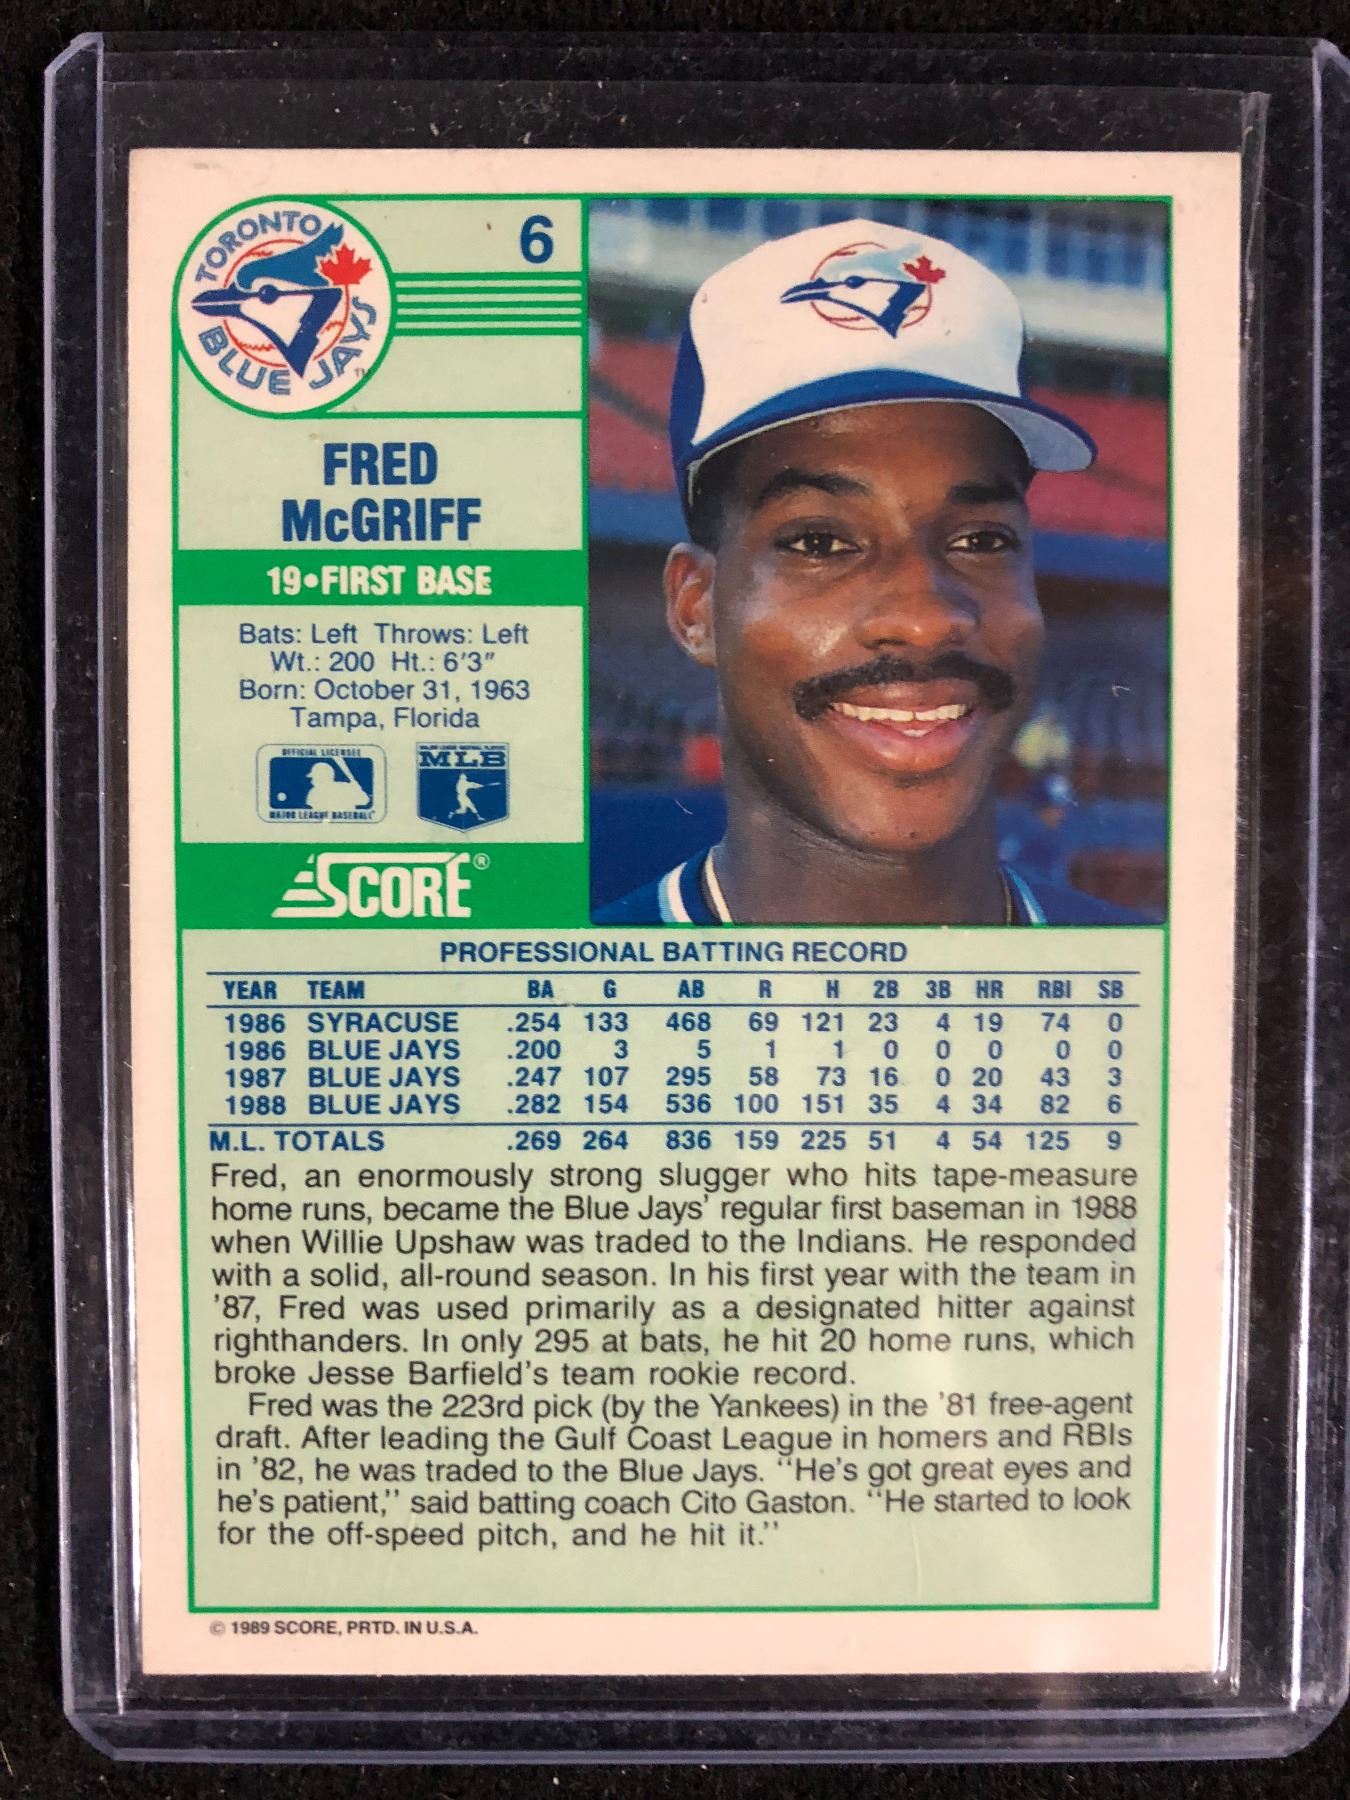 TORONTO
BLUE JAYS
TM
6
FRED
McGRIFF
19•FIRST BASE
Bats: Left Throws: Left
Wt.: 200 Ht.: 6'3"
Born: October 31, 1963
Tampa, Florida
OFFICIAL LICENSEE
MAJOR LEAGUE BASEBALL
MAJOR LEAGUE BASEBALL PLAYERS
MLB
SCORE®
PROFESSIONAL BATTING RECORD
YEAR TEAM BA G AB R H 2B 3B HR RBI SB
1986 SYRACUSE .254 133 468 69 121 23 4 19 74 0
1986 BLUE JAYS .200 3 5 1 1 0 0 0 0 0
1987 BLUE JAYS .247 107 295 58 73 16 0 20 43 3
1988 BLUE JAYS .282 154 536 100 151 35 4 34 82 6
M.L. TOTALS .269 264 836 159 225 51 4 54 125 9
Fred, an enormously strong slugger who hits tape-measure
home runs, became the Blue Jays' regular first baseman in 1988
when Willie Upshaw was traded to the Indians. He responded
with a solid, all-round season. In his first year with the team in
'87, Fred was used primarily as a designated hitter against
righthanders. In only 295 at bats, he hit 20 home runs, which
broke Jesse Barfield's team rookie record.
Fred was the 223rd pick (by the Yankees) in the '81 free-agent
draft. After leading the Gulf Coast League in homers and RBIs
in '82, he was traded to the Blue Jays. "He's got great eyes and
he's patient," said batting coach Cito Gaston. "He started to look
for the off-speed pitch, and he hit it."
© 1989 SCORE, PRTD. IN U.S.A.